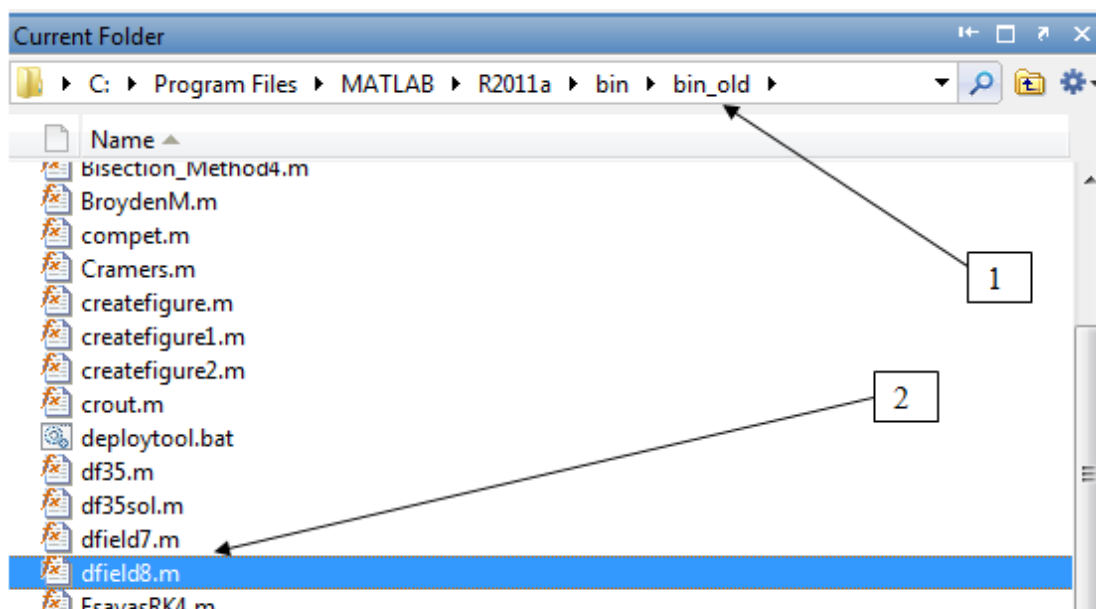 Current Folder
C: Program Files MATLAB R2011a bin bin_old
Name
Bisection_Method4.m
BroydenM.m
compet.m
Cramers.m
1
createfigure.m
createfigure1.m
createfigure2.m
2
crout.m
deploytool.bat
df35.m
df35sol.m
dfield7.m
dfield8.m
EsavasRK4.m